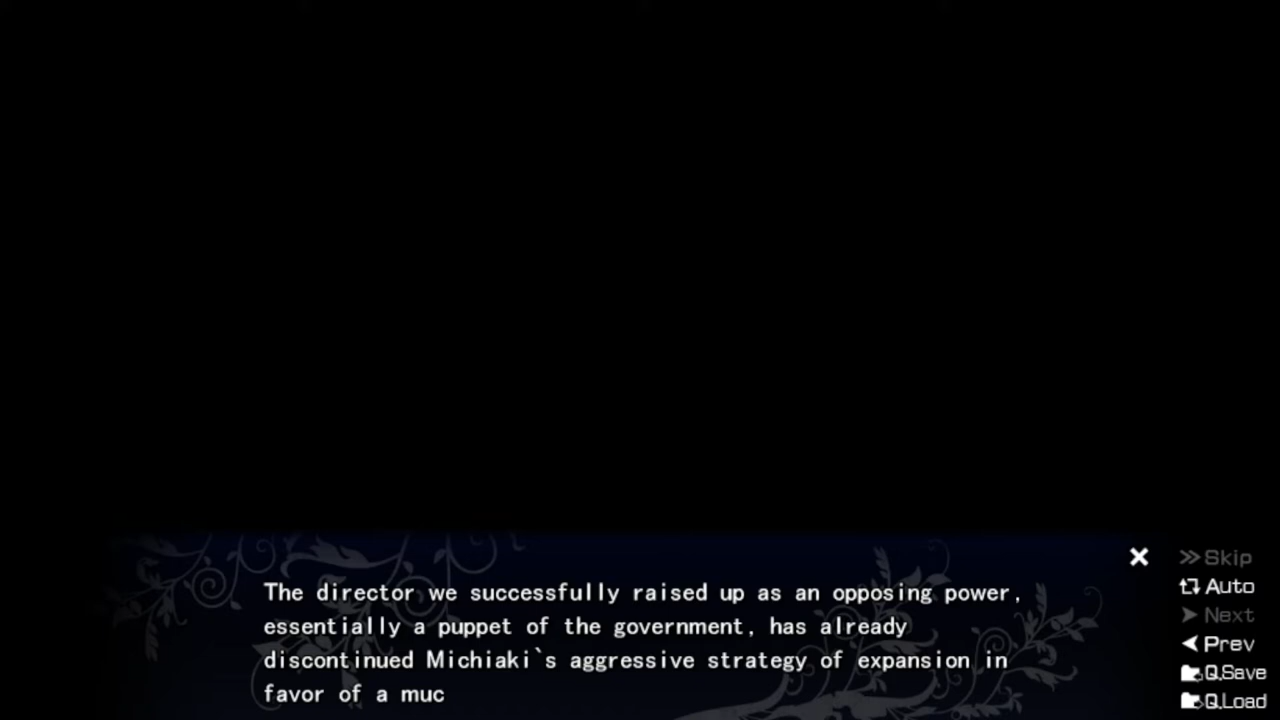 The director we successfully raised up as an opposing power,
essentially a puppet of the government, has already
discontinued Michiaki`s aggressive strategy of expansion in
favor of a muc
Skip
Auto
Next
Prev
Q.Save
Q.Load